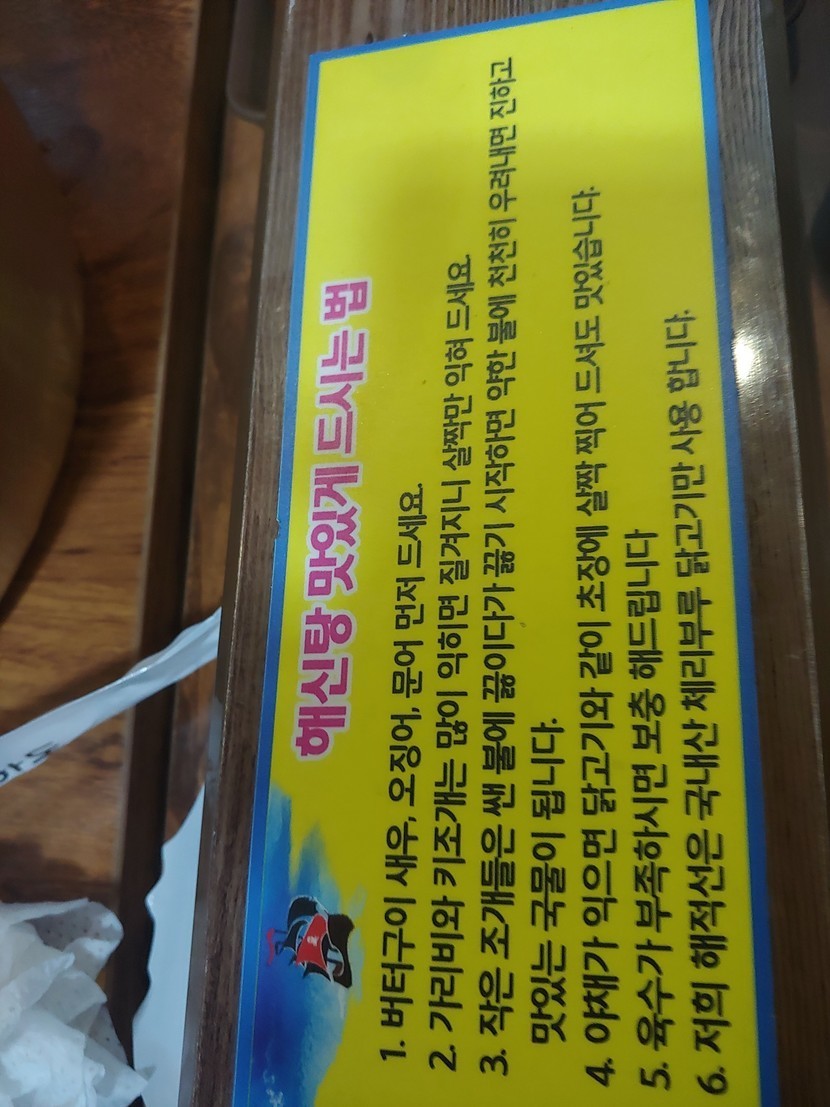 해신탕 맛있게 드시는 법
1. 버터구이 새우, 오징어, 문어 먼저 드세요.
2. 가리비와 키조개는 많이 익히면 질겨지니 살짝만 익혀 드세요.
3. 작은 조개들은 쌘 불에 끓이다가 끓기 시작하면 약한 불에 천천히 우려내면 진하고
맛있는 국물이 됩니다.
4. 야채가 익으면 닭고기와 같이 초장에 살짝 찍어 드셔도 맛있습니다.
5. 육수가 부족하시면 보충 해드립니다
6. 저희 해적선은 국내산 체리부루 닭고기만 사용 합니다.